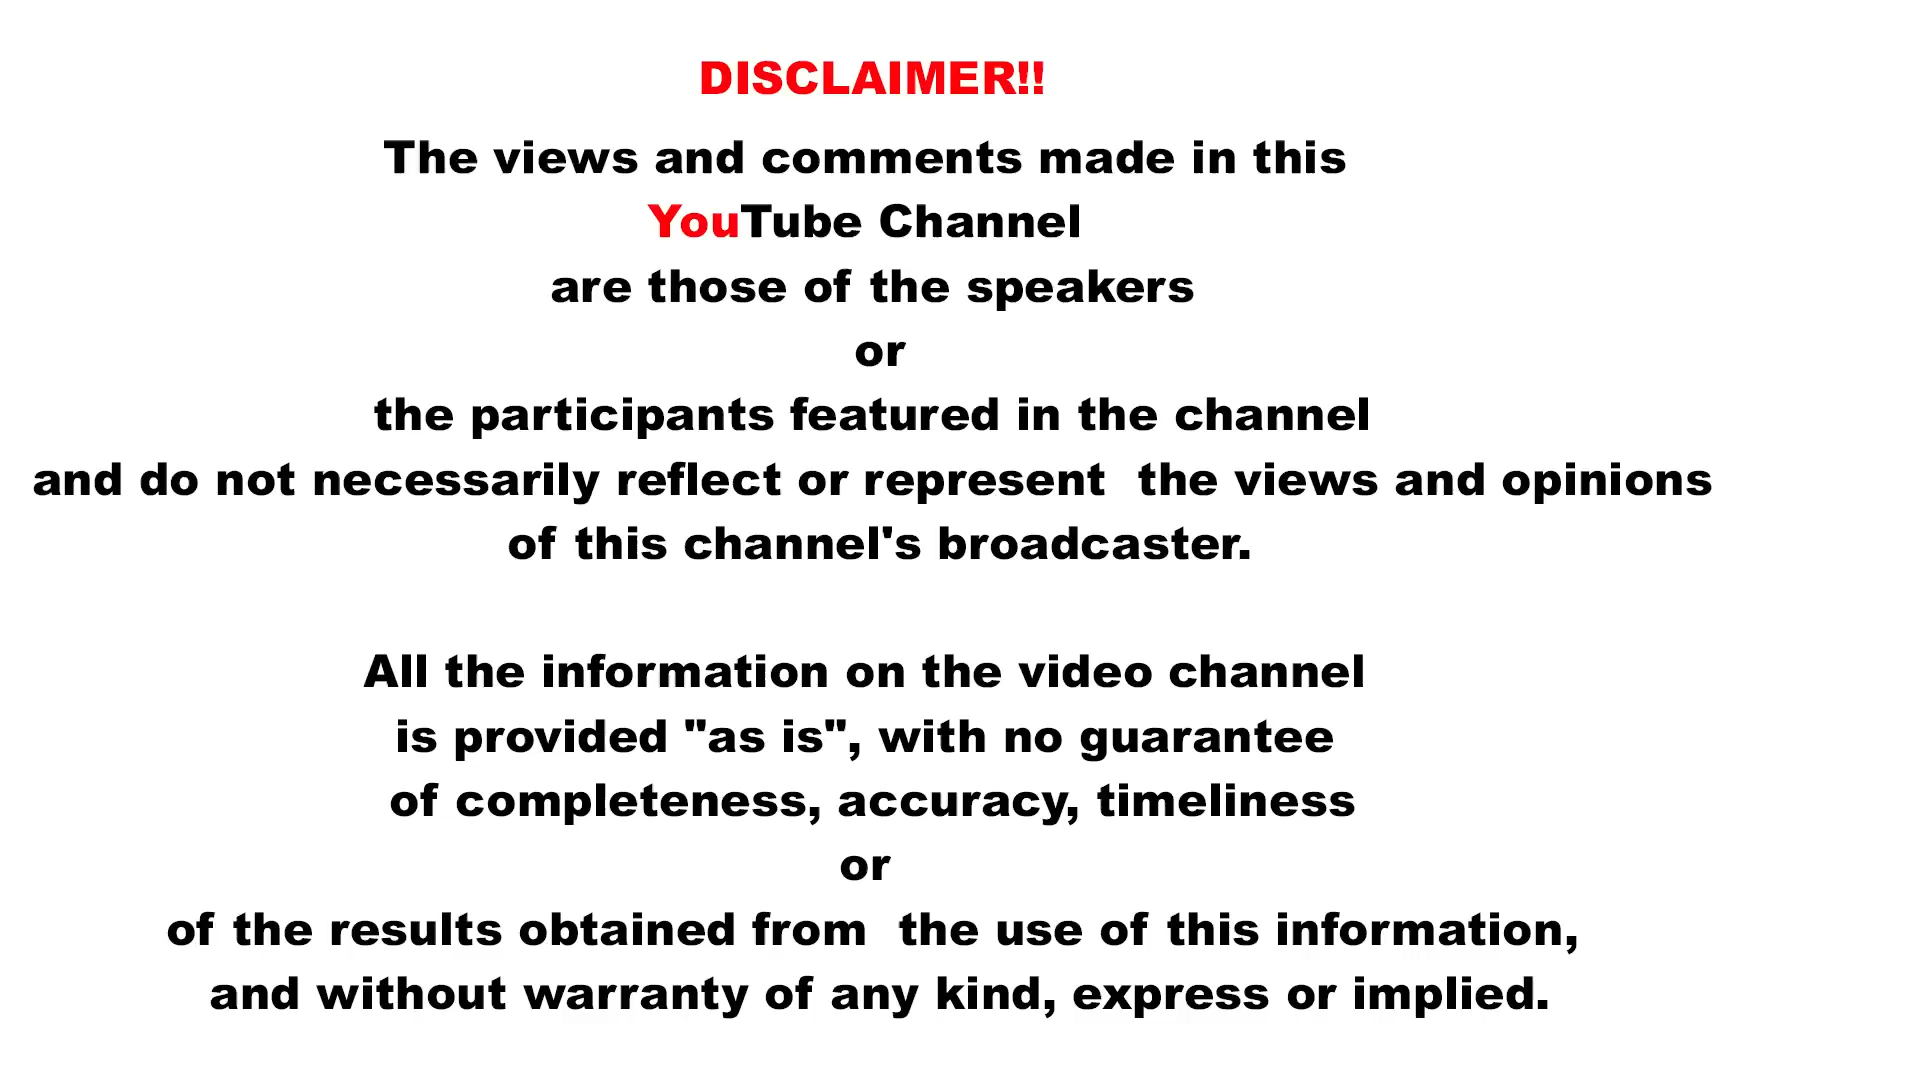 DISCLAIMER!!
The views and comments made in this
YouTube Channel
are those of the speakers
or
the participants featured in the channel
and do not necessarily reflect or represent  the views and opinions
of this channel's broadcaster.
All the information on the video channel
is provided "as is", with no guarantee
of completeness, accuracy, timeliness
or
of the results obtained from  the use of this information,
and without warranty of any kind, express or implied.